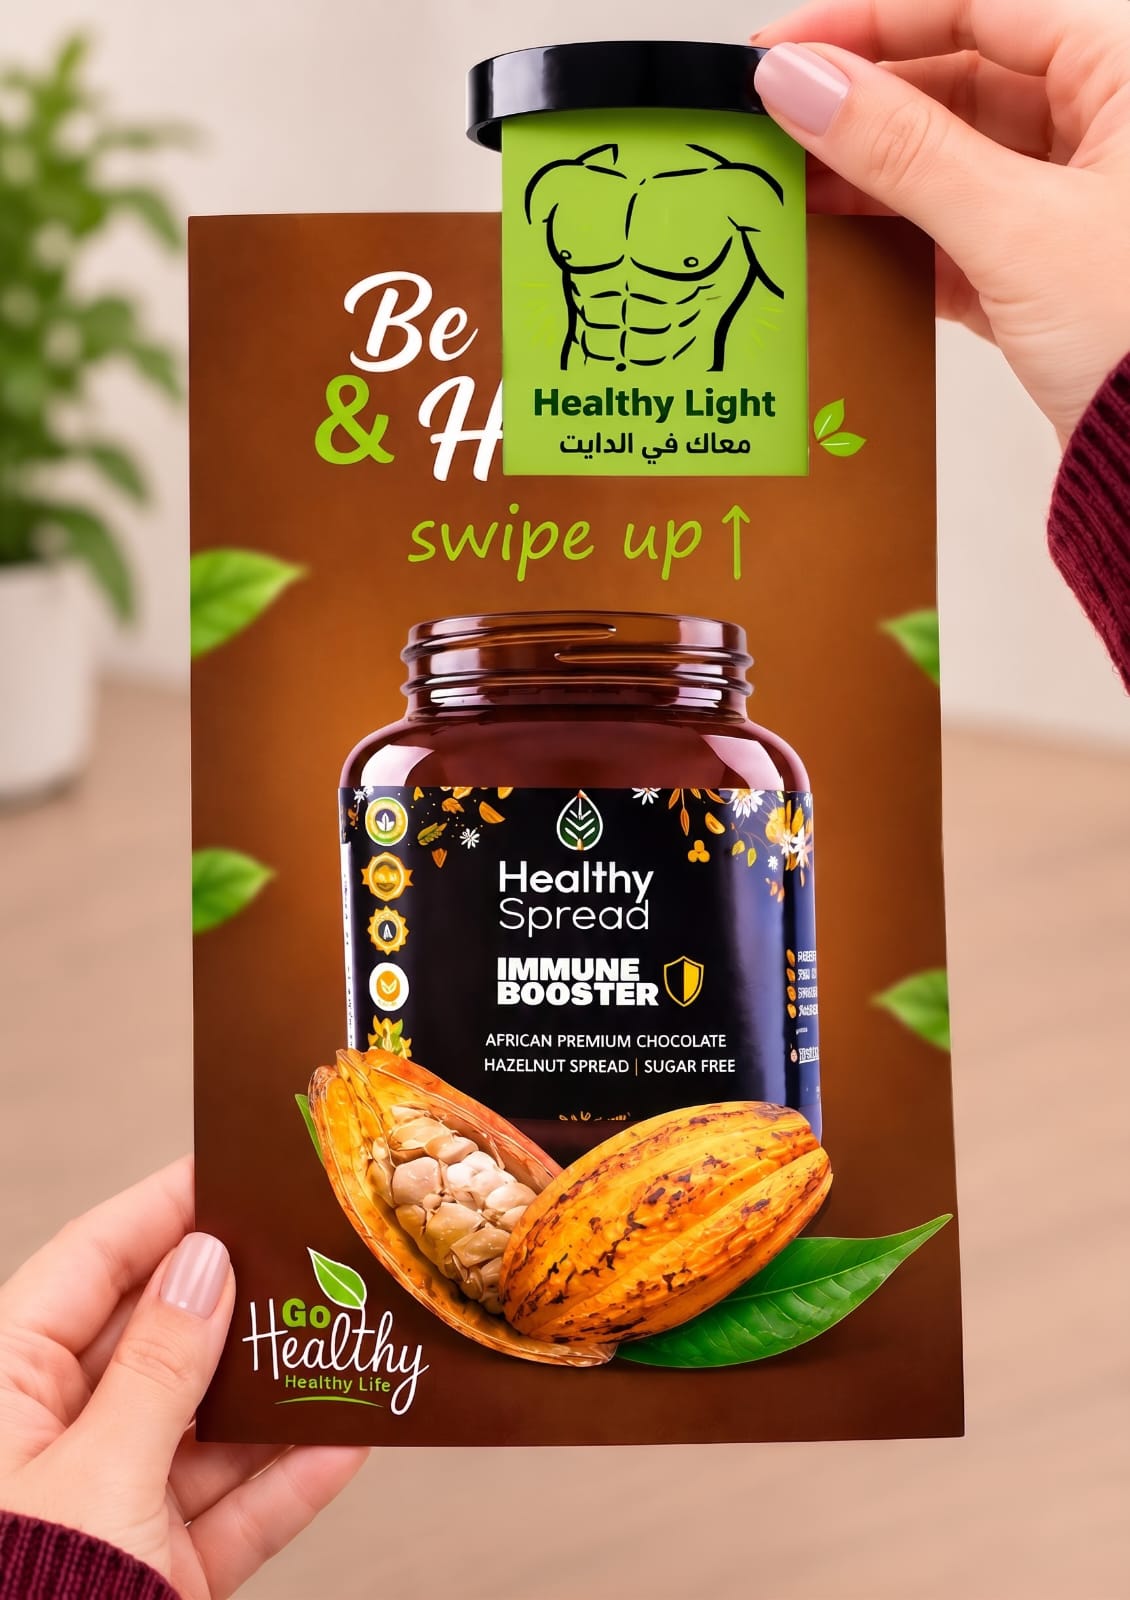 Healthy Light
معاك في الدايت
Be
& H
swipe up↑
Healthy
Spread
IMMUNE
BOOSTER
AFRICAN PREMIUM CHOCOLATE
HAZELNUT SPREAD | SUGAR FREE
Go
Healthy
Healthy Life